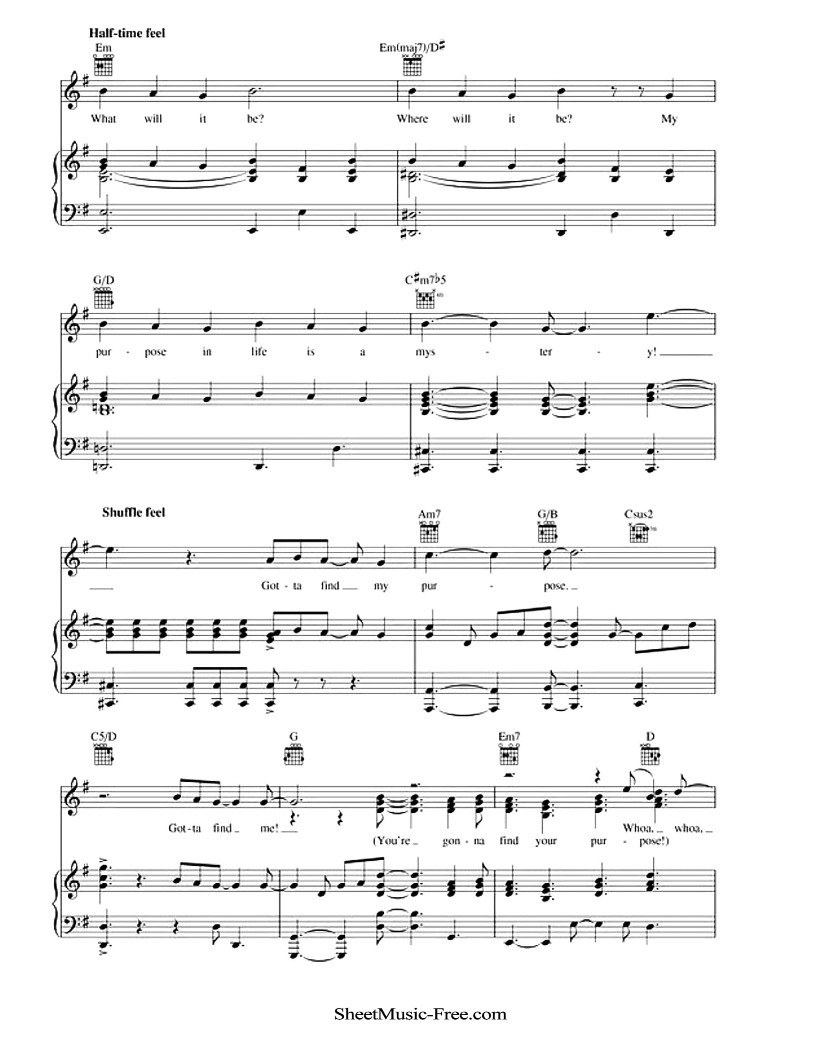 Half-time feel
Em Em(maj7)/D♯
What will it be? Where will it be? My
G/D C♯m7♭5
pur - pose in life is a mys - ter - y!
Shuffle feel
Am7 G/B Csus2
Got - ta find my pur - pose.
C5/D G Em7 D
Got - ta find me! Whoa, whoa,
(You're gon - na find your pur - pose!)
SheetMusic-Free.com